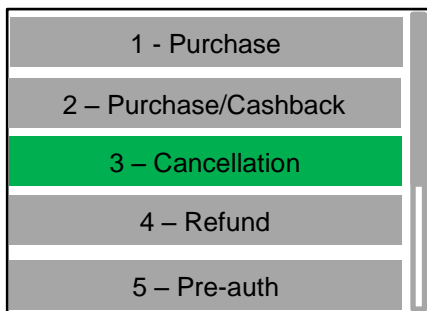 1 - Purchase
2 – Purchase/Cashback
3 – Cancellation
4 – Refund
5 – Pre-auth